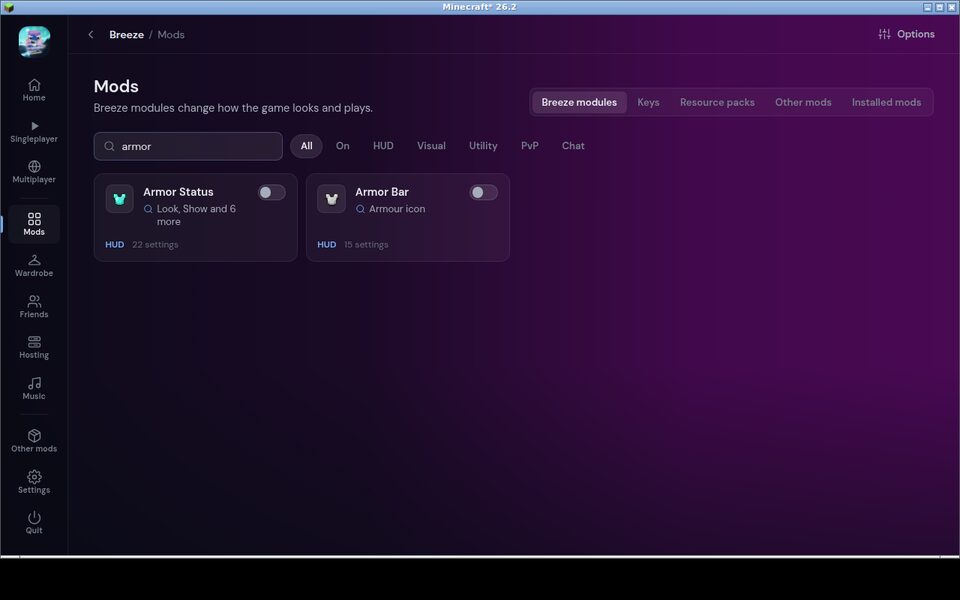 Minecraft* 26.2
Breeze / Mods
Options
Home
Singleplayer
Multiplayer
Mods
Wardrobe
Friends
Hosting
Music
Other mods
Settings
Quit
Mods
Breeze modules change how the game looks and plays.
Breeze modules Keys Resource packs Other mods Installed mods
armor
All On HUD Visual Utility PvP Chat
Armor Status
Look, Show and 6
more
HUD 22 settings
Armor Bar
Armour icon
HUD 15 settings